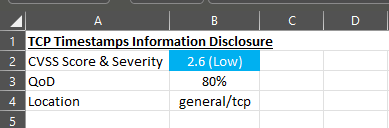 A B C D
1 TCP Timestamps Information Disclosure
2 CVSS Score & Severity 2.6 (Low)
3 QoD 80%
4 Location general/tcp
5